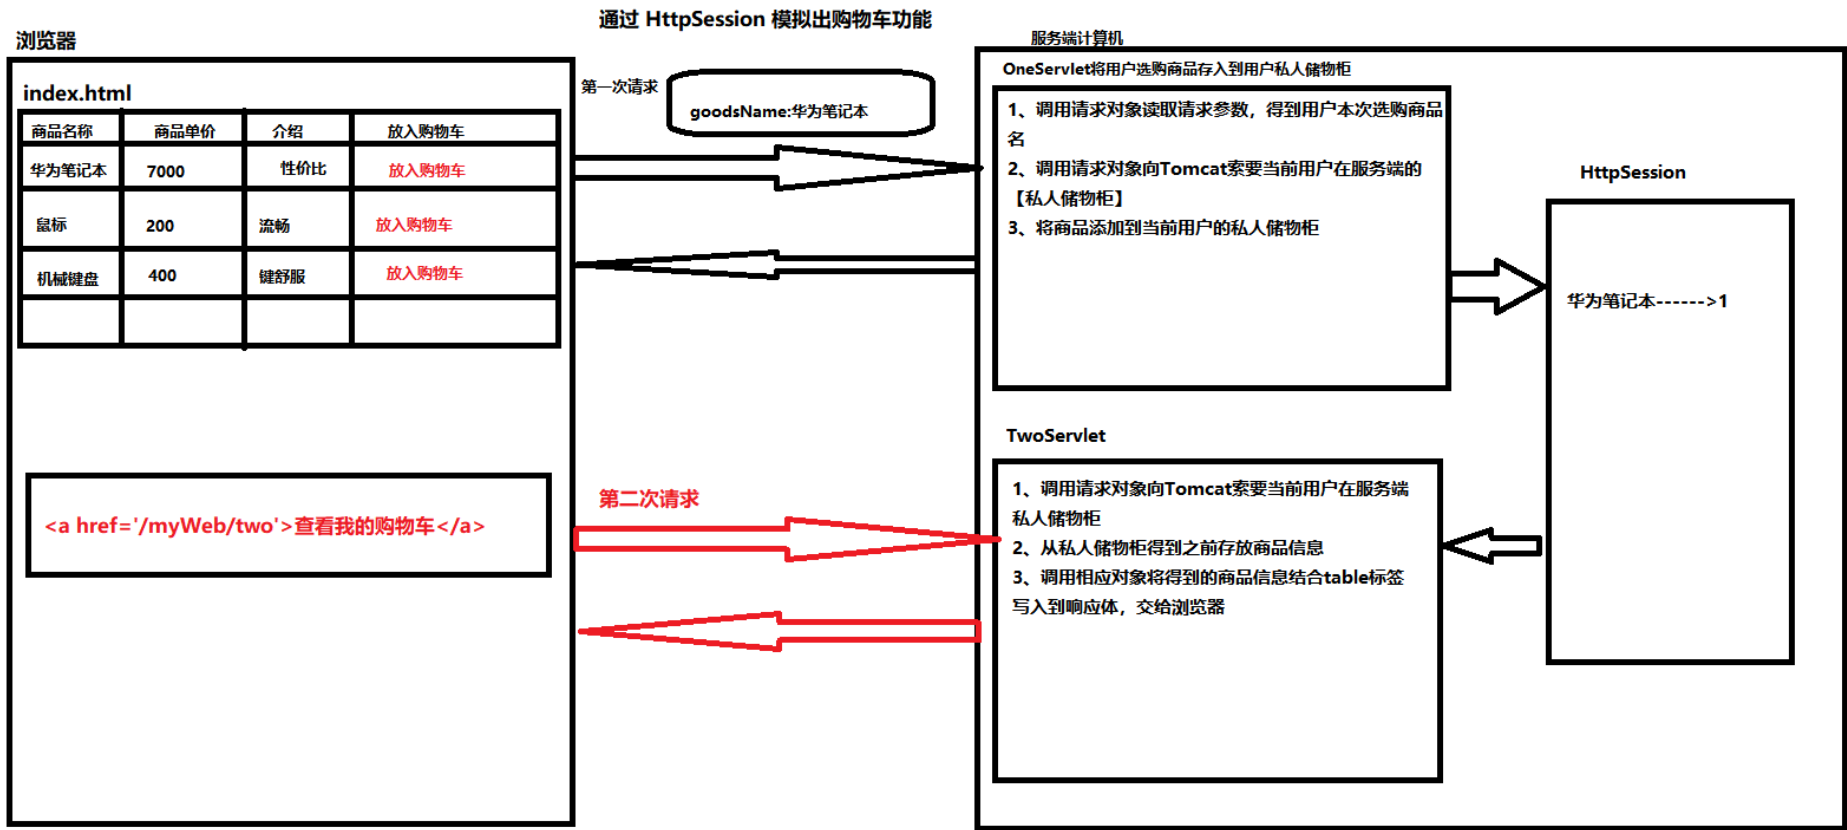 通过 HttpSession 模拟出购物车功能
浏览器
index.html
商品名称 商品单价 介绍 放入购物车
华为笔记本 7000 性价比 放入购物车
鼠标 200 流畅 放入购物车
机械键盘 400 键舒服 放入购物车
<a href='/myWeb/two'>查看我的购物车</a>
第一次请求
goodsName:华为笔记本
第二次请求
服务端计算机
OneServlet将用户选购商品存入到用户私人储物柜
1、调用请求对象读取请求参数，得到用户本次选购商品
名
2、调用请求对象向Tomcat索要当前用户在服务端的
【私人储物柜】
3、将商品添加到当前用户的私人储物柜
TwoServlet
1、调用请求对象向Tomcat索要当前用户在服务端
私人储物柜
2、从私人储物柜得到之前存放商品信息
3、调用相应对象将得到的商品信息结合table标签
写入到响应体，交给浏览器
HttpSession
华为笔记本------>1